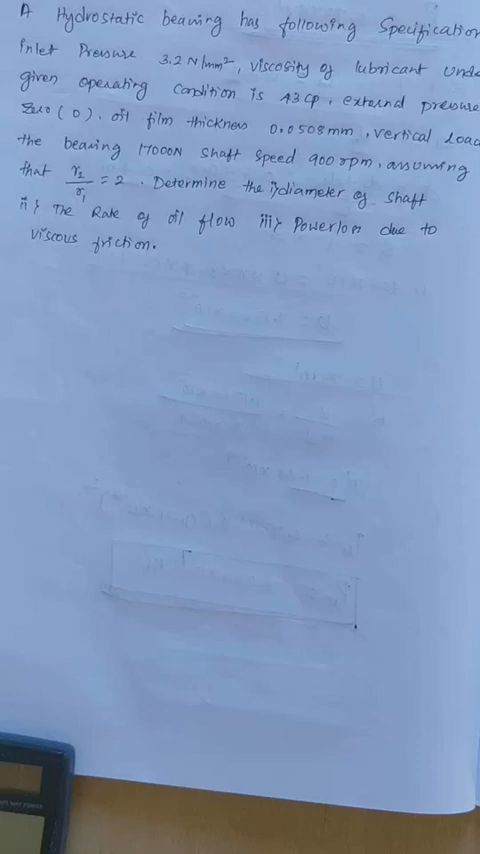 A Hydrostatic bearing has following Specification
inlet Pressure 3.2 N/mm², viscosity of lubricant unde
given operating Condition is 43 CP, external pressure
Zero (0), oil film thickness 0.0508mm, vertical load
the bearing 17000N Shaft Speed 900 rpm, assuming
that r₂/r₁ = 2. Determine the i} diameter of shaft
ii} The Rate of oil flow iii} Powerloss due to
viscous friction.